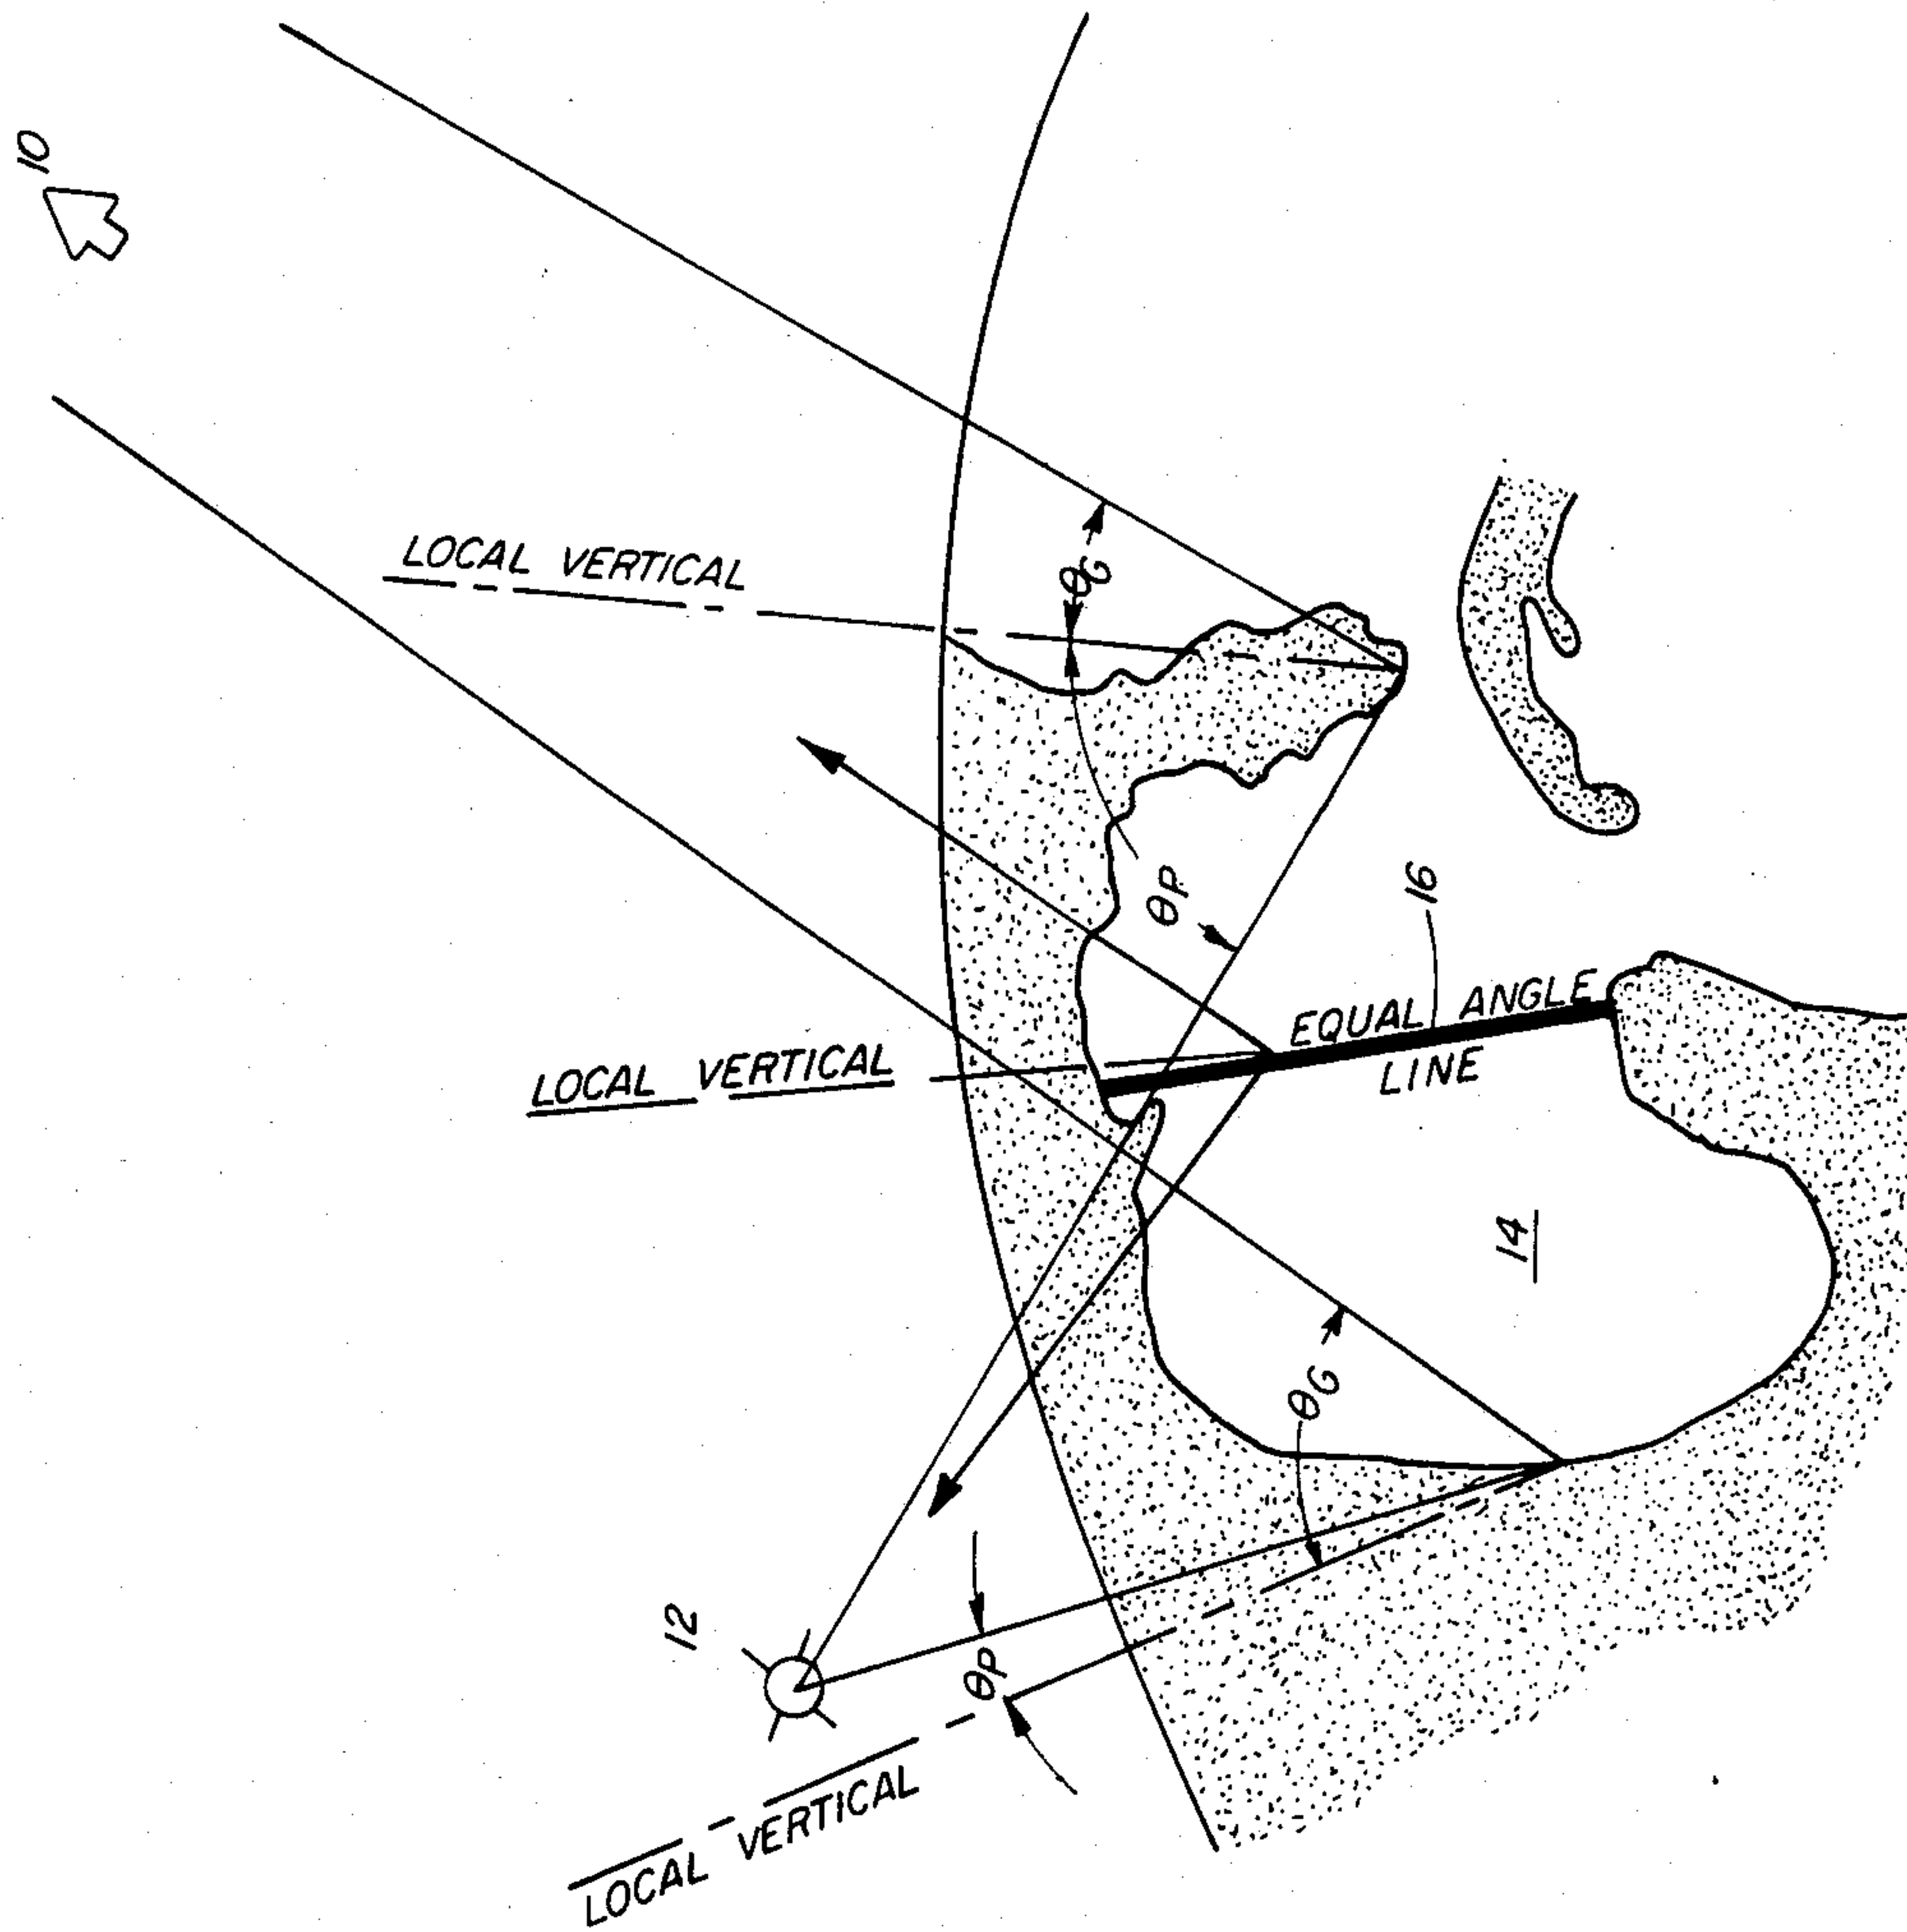 10
LOCAL VERTICAL
θG
θP
16
EQUAL ANGLE
LINE
LOCAL VERTICAL
14
θG
12
θP
LOCAL VERTICAL